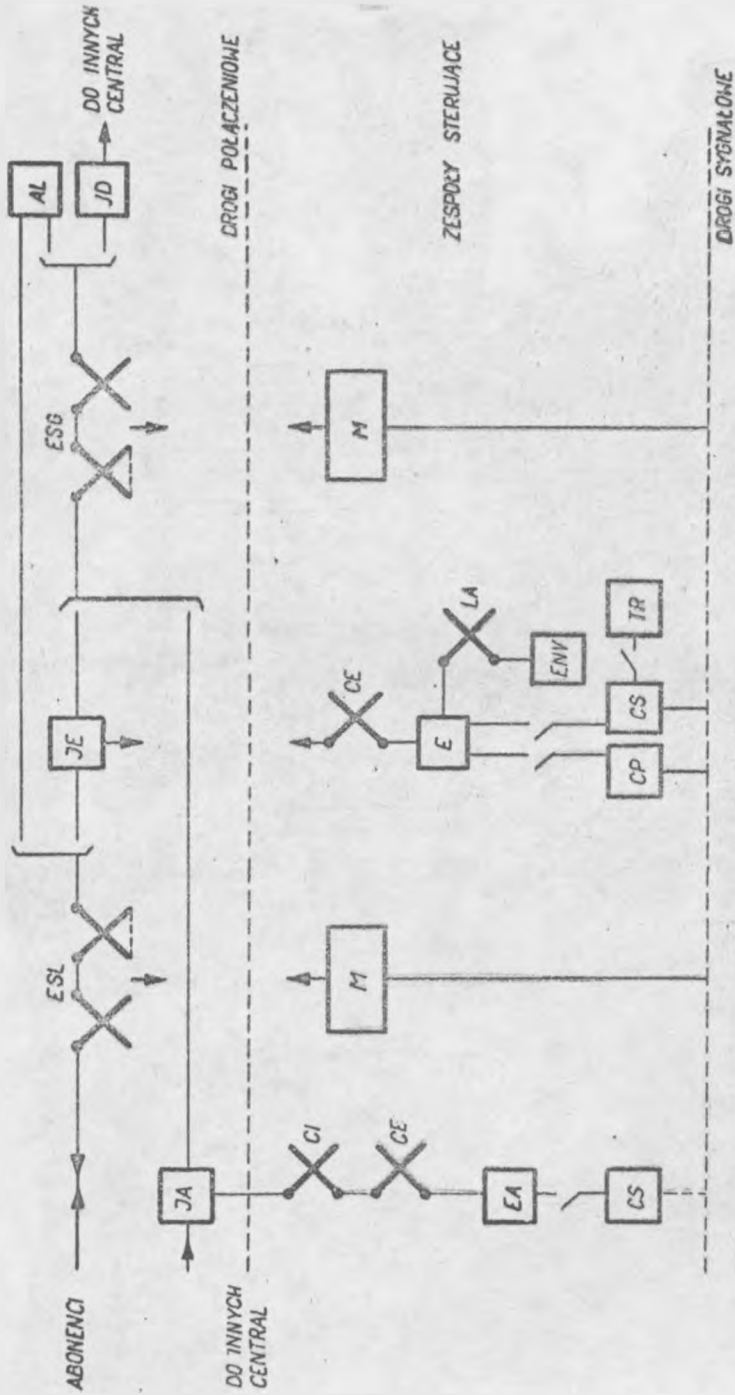 ABONENCI
ESL
JE
ESG
AL
JD
DO INNYCH
CENTRAL
JA
DO INNYCH
CENTRAL
DROGI POŁĄCZENIOWE
CI
CE
EA
CS
M
CE
E
LA
ENV
CP
CS
TR
M
ZESPOŁY STERUJĄCE
DROGI SYGNAŁOWE